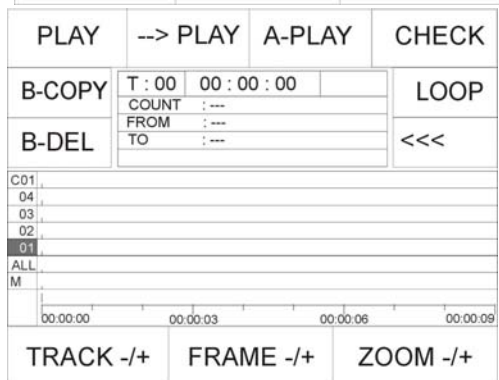 PLAY --> PLAY A-PLAY CHECK
B-COPY T : 00 00 : 00 : 00 LOOP
COUNT : ---
FROM : ---
B-DEL TO : --- <<<
C01
04
03
02
01
ALL
M
00:00:00 00:00:03 00:00:06 00:00:09
TRACK -/+ FRAME -/+ ZOOM -/+